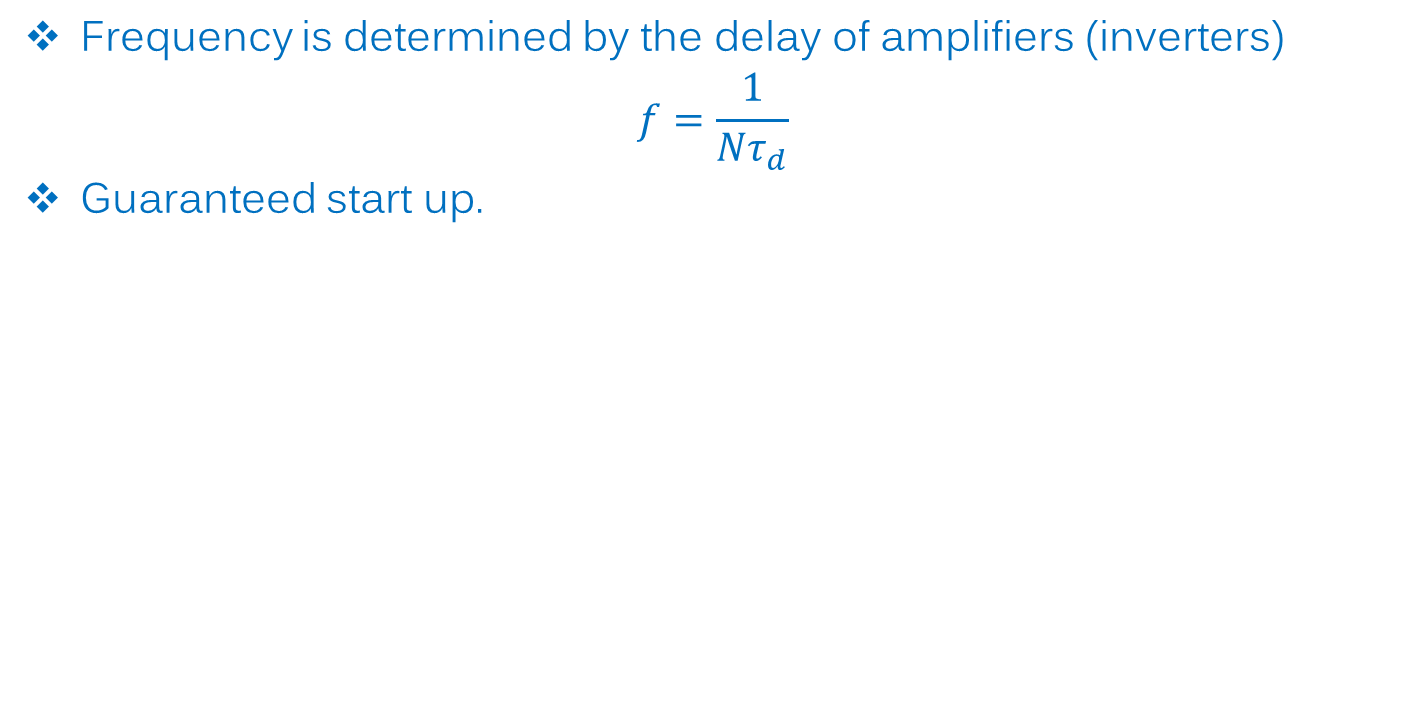 ❖ Frequency is determined by the delay of amplifiers (inverters)
f = 1/(Nτ_d)
❖ Guaranteed start up.